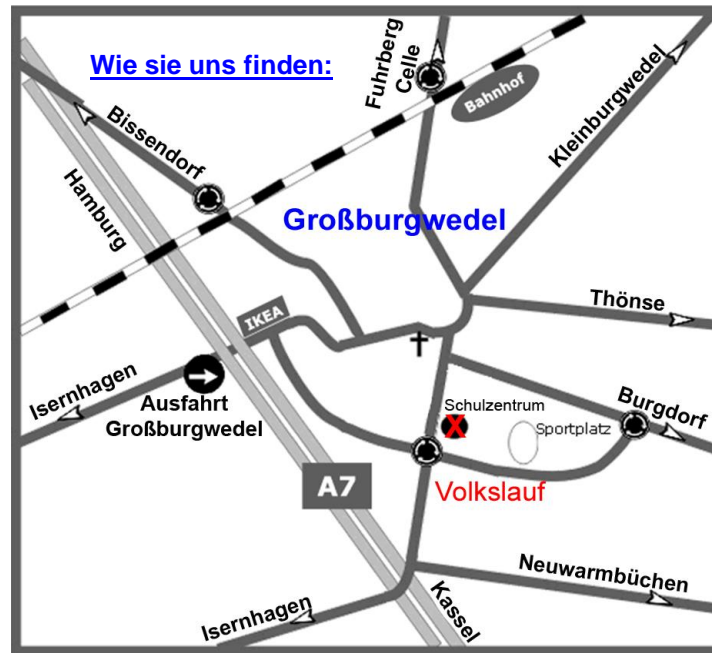 Wie sie uns finden:
Fuhrberg
Celle
Bahnhof
Kleinburgwedel
Bissendorf
Hamburg
Großburgwedel
IKEA
Thönse
Isernhagen
Ausfahrt
Großburgwedel
Schulzentrum
X
Sportplatz
Burgdorf
A7
Volkslauf
Neuwarmbüchen
Isernhagen
Kassel